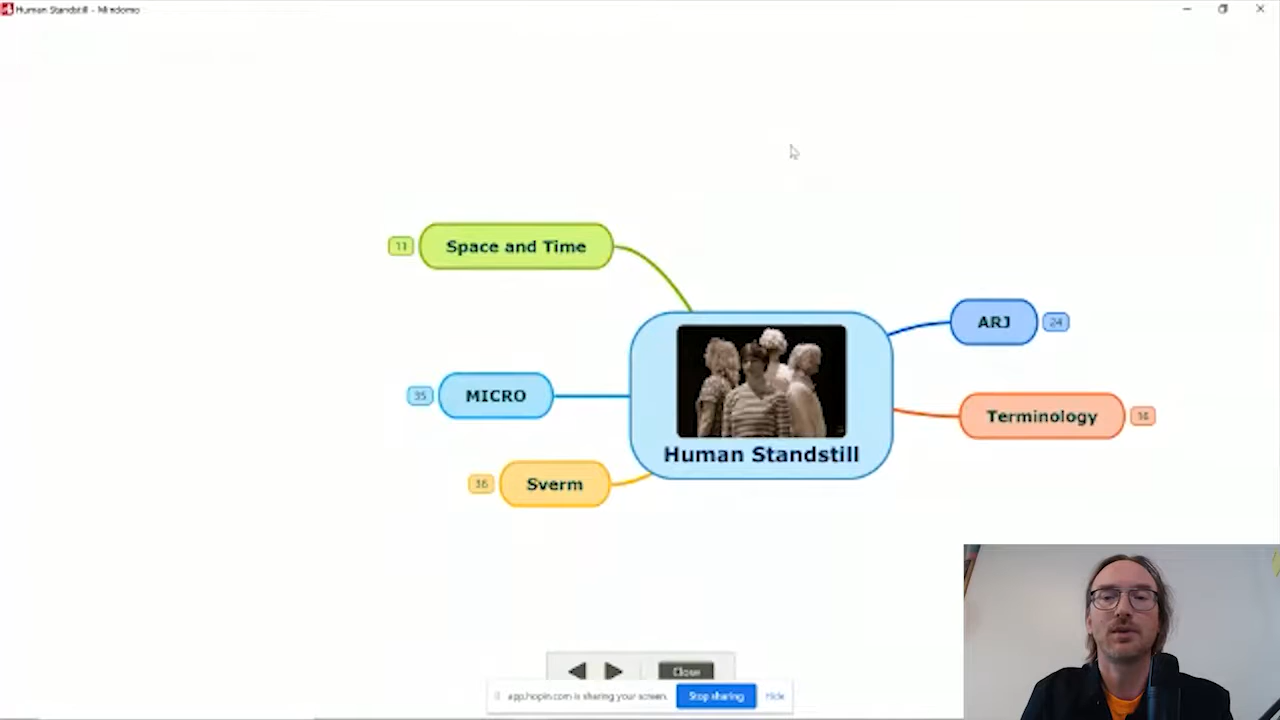 Human Standstill - Mindomo
11
Space and Time
ARJ
24
35
MICRO
Terminology
16
Human Standstill
36
Sverm
Close
app.hopin.com is sharing your screen.
Stop sharing
Hide